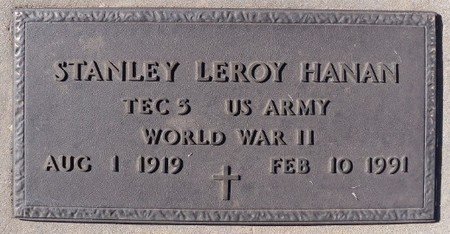 STANLEY LEROY HANAN
TEC 5 US ARMY
WORLD WAR II
AUG 1 1919 FEB 10 1991